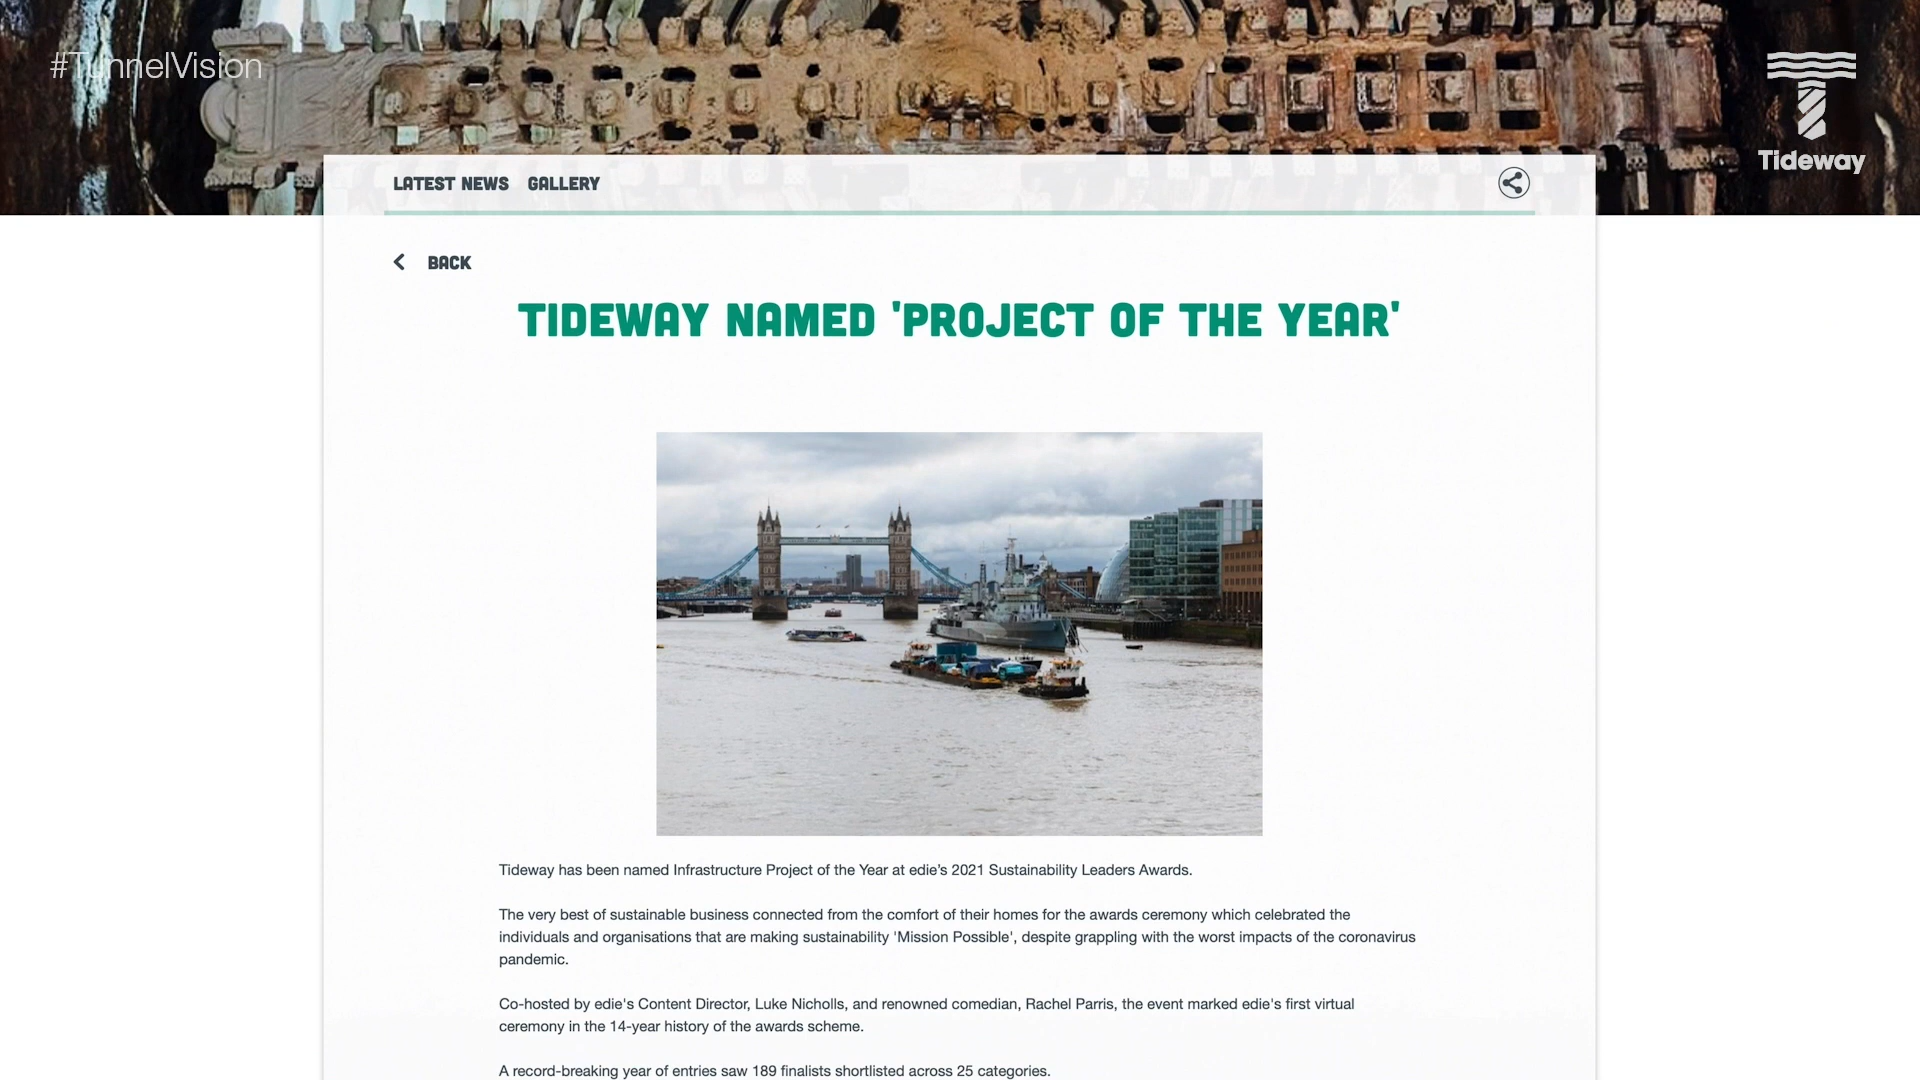 #TunnelVision
Tideway
LATEST NEWS GALLERY
BACK
TIDEWAY NAMED 'PROJECT OF THE YEAR'
Tideway has been named Infrastructure Project of the Year at edie’s 2021 Sustainability Leaders Awards.
The very best of sustainable business connected from the comfort of their homes for the awards ceremony which celebrated the
individuals and organisations that are making sustainability 'Mission Possible', despite grappling with the worst impacts of the coronavirus
pandemic.
Co-hosted by edie's Content Director, Luke Nicholls, and renowned comedian, Rachel Parris, the event marked edie's first virtual
ceremony in the 14-year history of the awards scheme.
A record-breaking year of entries saw 189 finalists shortlisted across 25 categories.